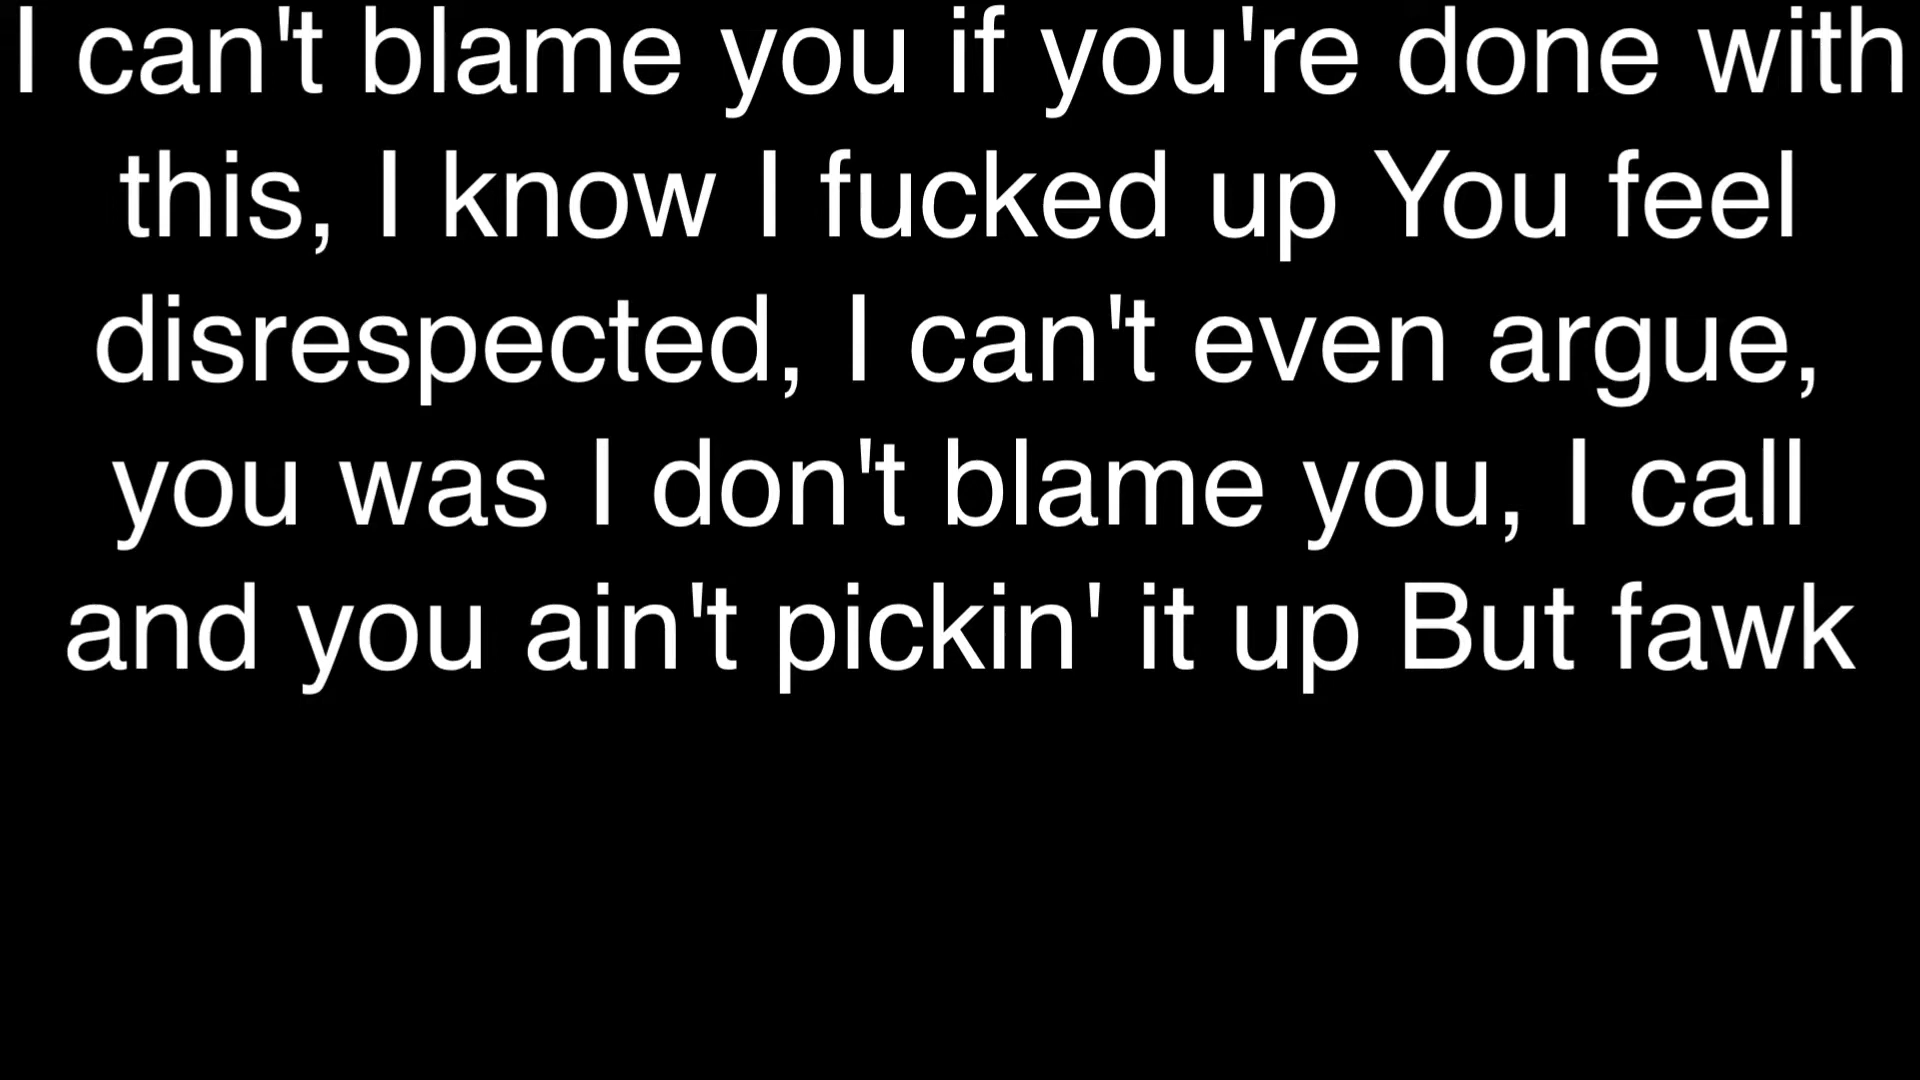 I can't blame you if you're done with
this, I know I fucked up You feel
disrespected, I can't even argue,
you was I don't blame you, I call
and you ain't pickin' it up But fawk